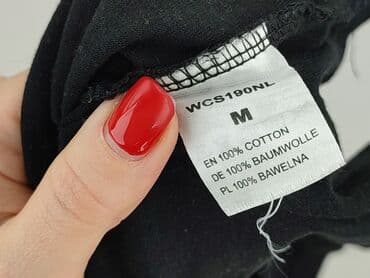 WCS190NL
M
EN 100% COTTON
DE 100% BAUMWOLLE
PL 100% BAWELNA